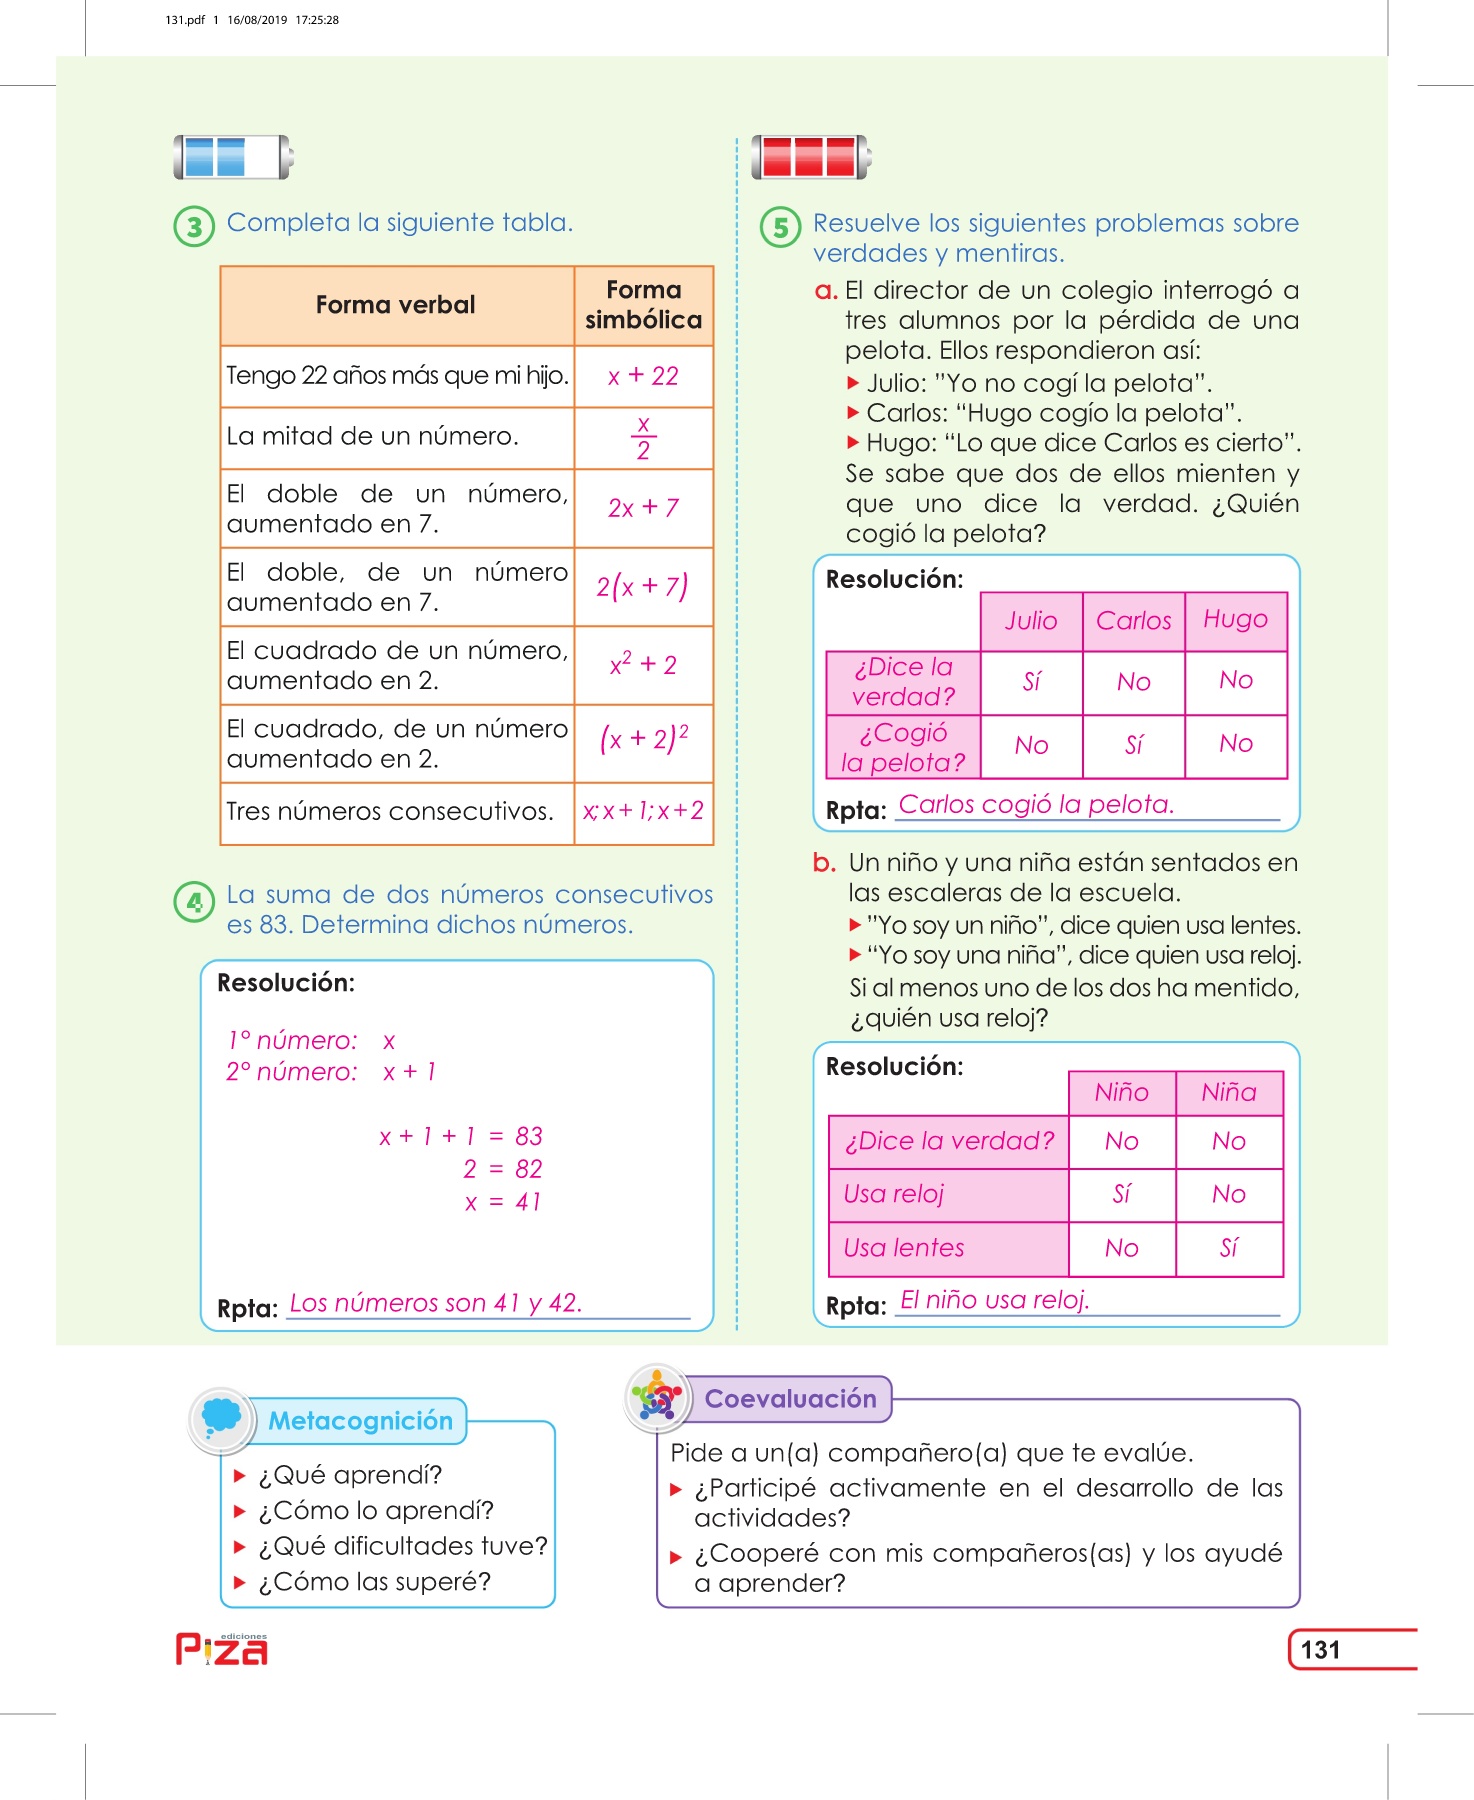 131.pdf 1 16/08/2019 17:25:28
3 Completa la siguiente tabla.
Forma verbal
Forma
simbólica
Tengo 22 años más que mi hijo.
x + 22
La mitad de un número.
x
2
El doble de un número,
aumentado en 7.
2x + 7
El doble, de un número
aumentado en 7.
2(x + 7)
El cuadrado de un número,
aumentado en 2.
x² + 2
El cuadrado, de un número
aumentado en 2.
(x + 2)²
Tres números consecutivos.
x; x + 1; x + 2
4 La suma de dos números consecutivos
es 83. Determina dichos números.
Resolución:
1° número: x
2° número: x + 1
x + 1 + 1 = 83
2 = 82
x = 41
Rpta: Los números son 41 y 42.
5 Resuelve los siguientes problemas sobre
verdades y mentiras.
a. El director de un colegio interrogó a
tres alumnos por la pérdida de una
pelota. Ellos respondieron así:
Julio: ”Yo no cogí la pelota”.
Carlos: “Hugo cogío la pelota”.
Hugo: “Lo que dice Carlos es cierto”.
Se sabe que dos de ellos mienten y
que uno dice la verdad. ¿Quién
cogió la pelota?
Resolución:
Julio Carlos Hugo
¿Dice la
verdad?
Sí No No
¿Cogió
la pelota?
No Sí No
Rpta: Carlos cogió la pelota.
b. Un niño y una niña están sentados en
las escaleras de la escuela.
”Yo soy un niño”, dice quien usa lentes.
“Yo soy una niña”, dice quien usa reloj.
Si al menos uno de los dos ha mentido,
¿quién usa reloj?
Resolución:
Niño Niña
¿Dice la verdad? No No
Usa reloj Sí No
Usa lentes No Sí
Rpta: El niño usa reloj.
Metacognición
¿Qué aprendí?
¿Cómo lo aprendí?
¿Qué dificultades tuve?
¿Cómo las superé?
Coevaluación
Pide a un(a) compañero(a) que te evalúe.
¿Participé activamente en el desarrollo de las
actividades?
¿Cooperé con mis compañeros(as) y los ayudé
a aprender?
ediciones
Piza
131